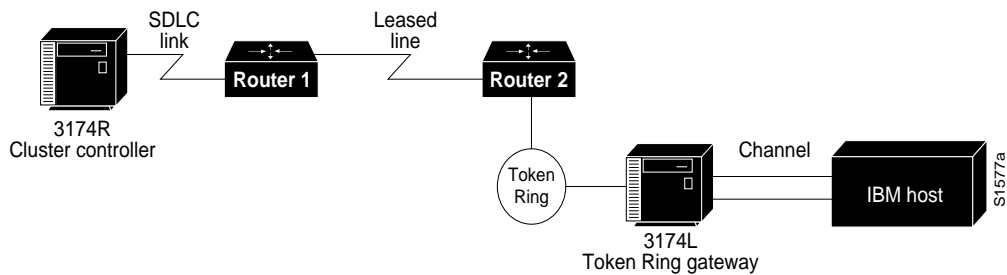 SDLC
link
Leased
line
Router 1
Router 2
3174R
Cluster controller
Token
Ring
Channel
IBM host
3174L
Token Ring gateway
S1577a